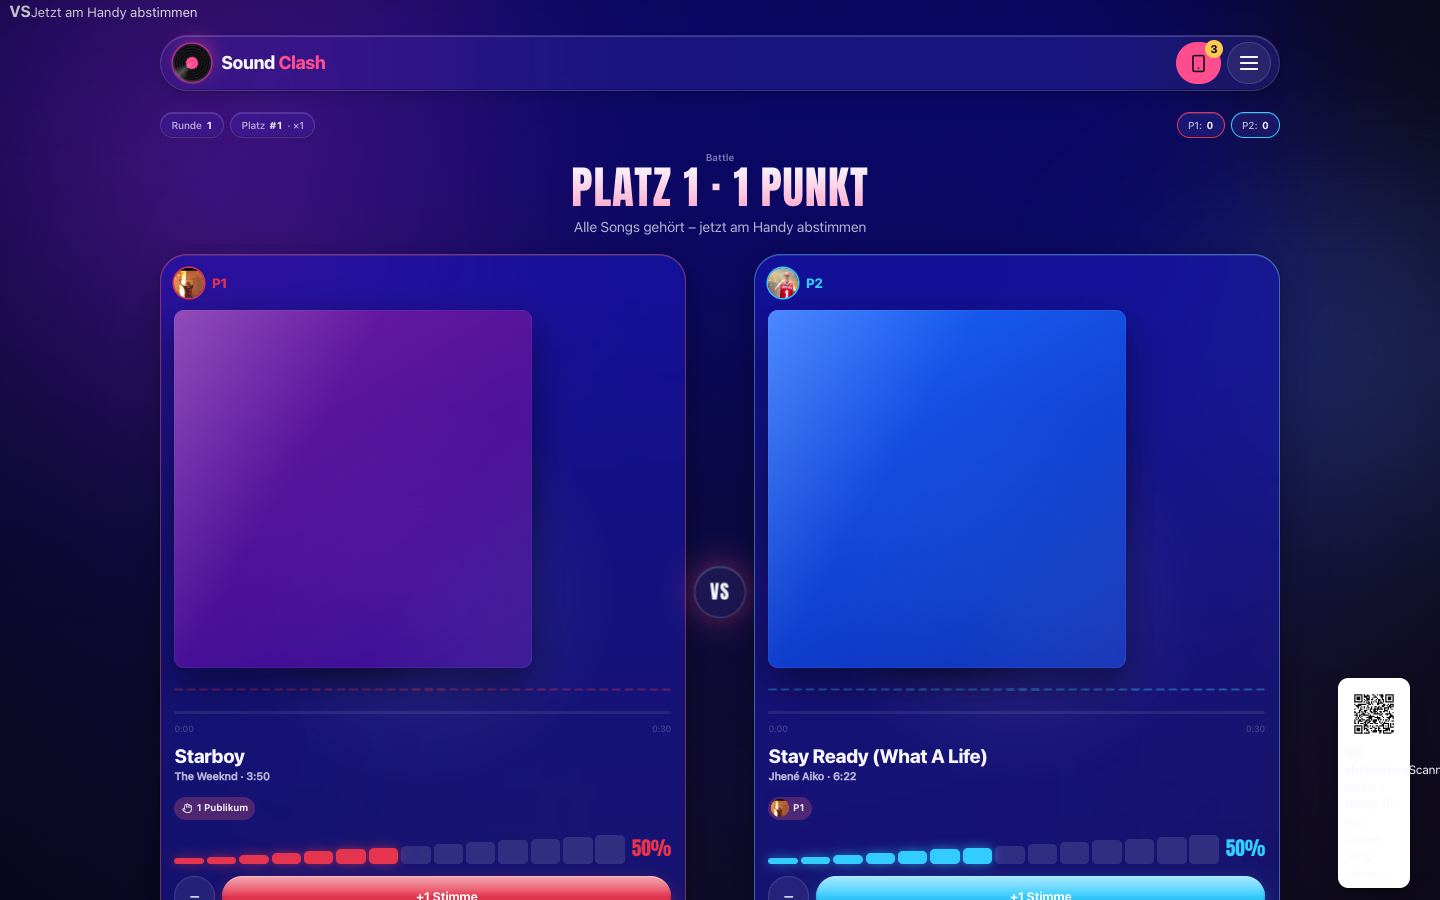 VSJetzt am Handy abstimmen
Sound Clash
3
Runde 1
Platz #1 · ×1
P1: 0
P2: 0
Battle
PLATZ 1 · 1 PUNKT
Alle Songs gehört – jetzt am Handy abstimmen
P1
P2
VS
0:00
0:30
0:00
0:30
Starboy
The Weeknd · 3:50
1 Publikum
50%
Stay Ready (What A Life)
Jhené Aiko · 6:22
P1
50%
–
+1 Stimme
–
+1 Stimme
Mit
Scann